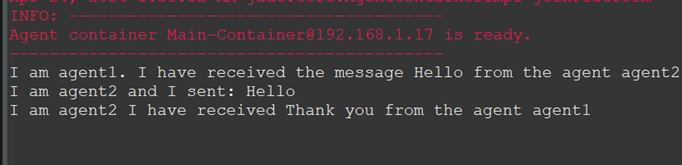 INFO: --------------------------------------
Agent container Main-Container@192.168.1.17 is ready.
--------------------------------------------
I am agent1. I have received the message Hello from the agent agent2
I am agent2 and I sent: Hello
I am agent2 I have received Thank you from the agent agent1